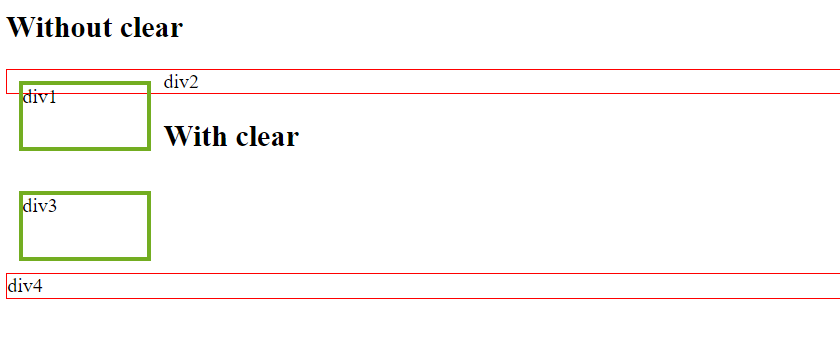 Without clear
div2
div1
With clear
div3
div4